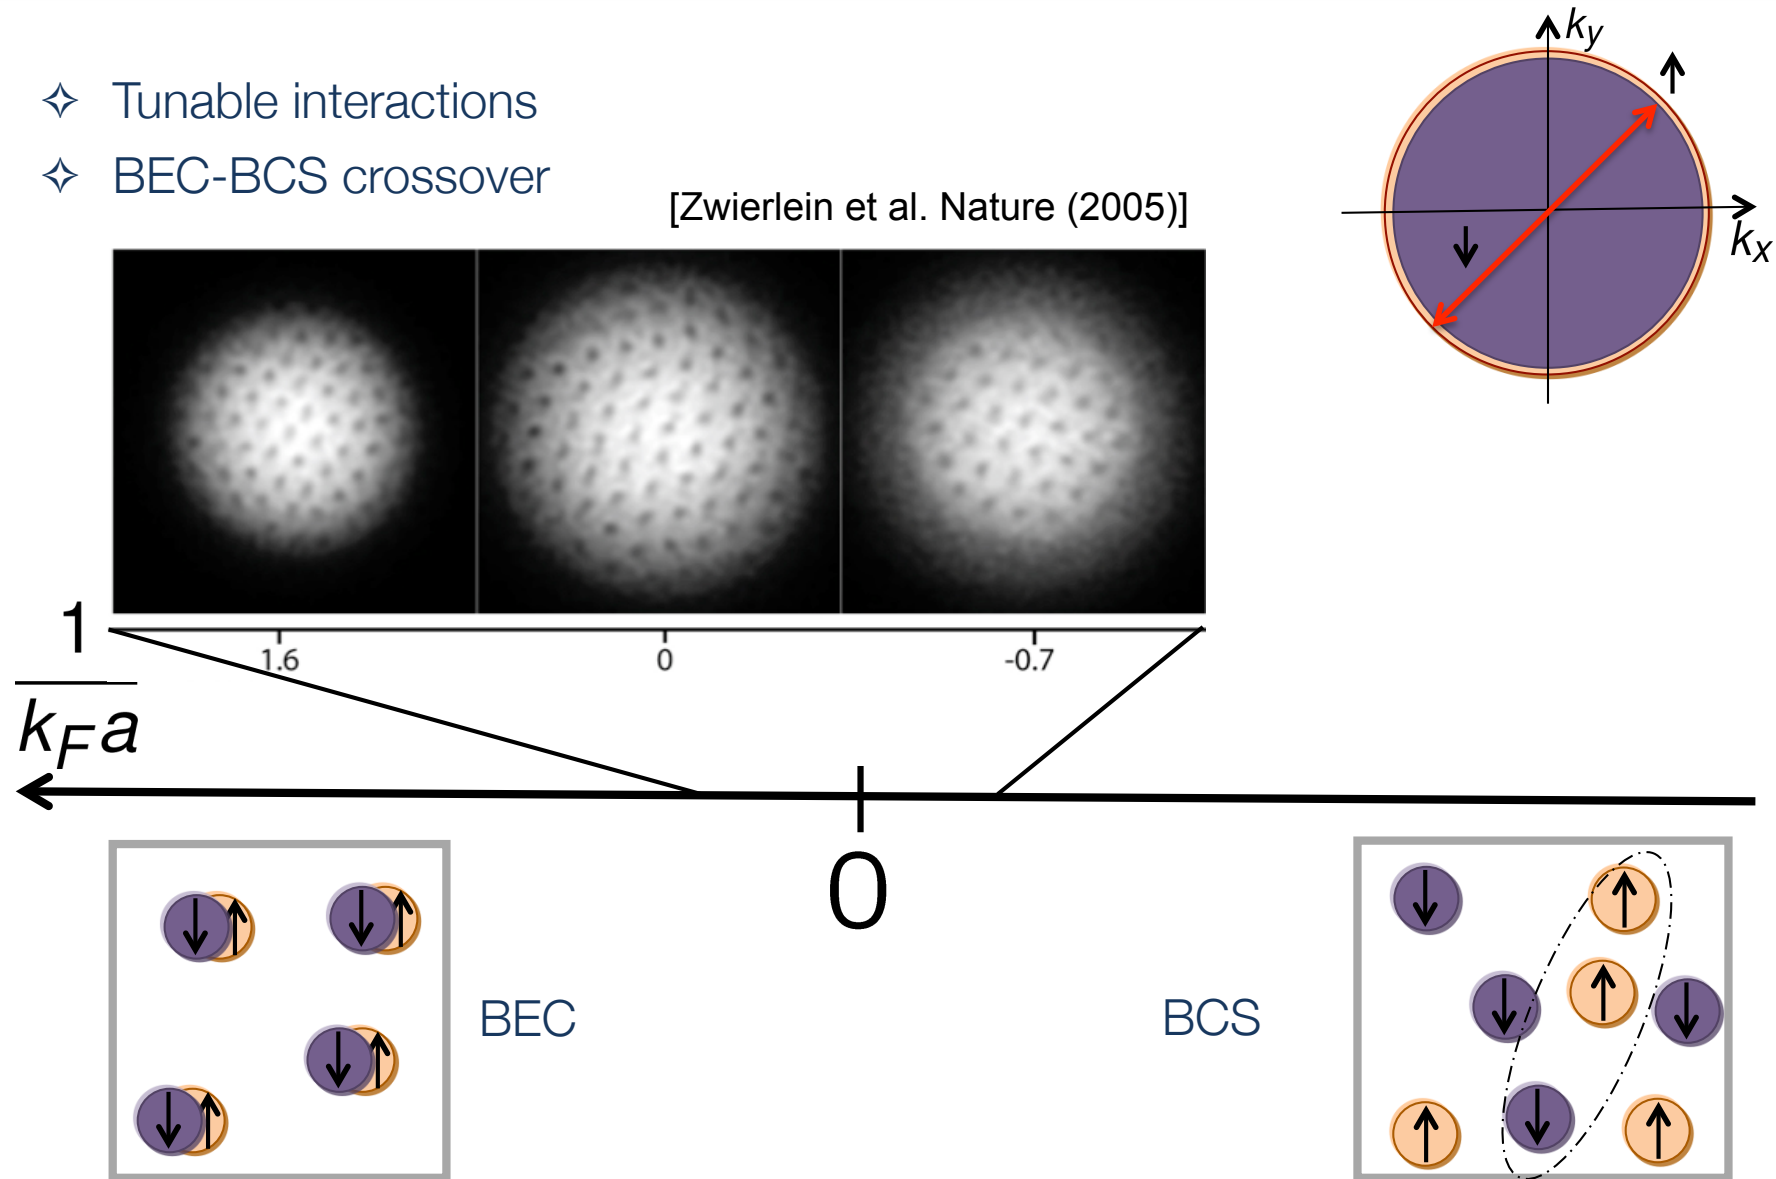 ✧ Tunable interactions
✧ BEC-BCS crossover
[Zwierlein et al. Nature (2005)]
k_y
↑
↓
k_x
1.6 0 -0.7
1
k_F a
0
BEC
BCS
↓ ↑ ↓ ↑
↓ ↑
↓ ↑
↓ ↑
↓ ↑ ↓
↑ ↓ ↑